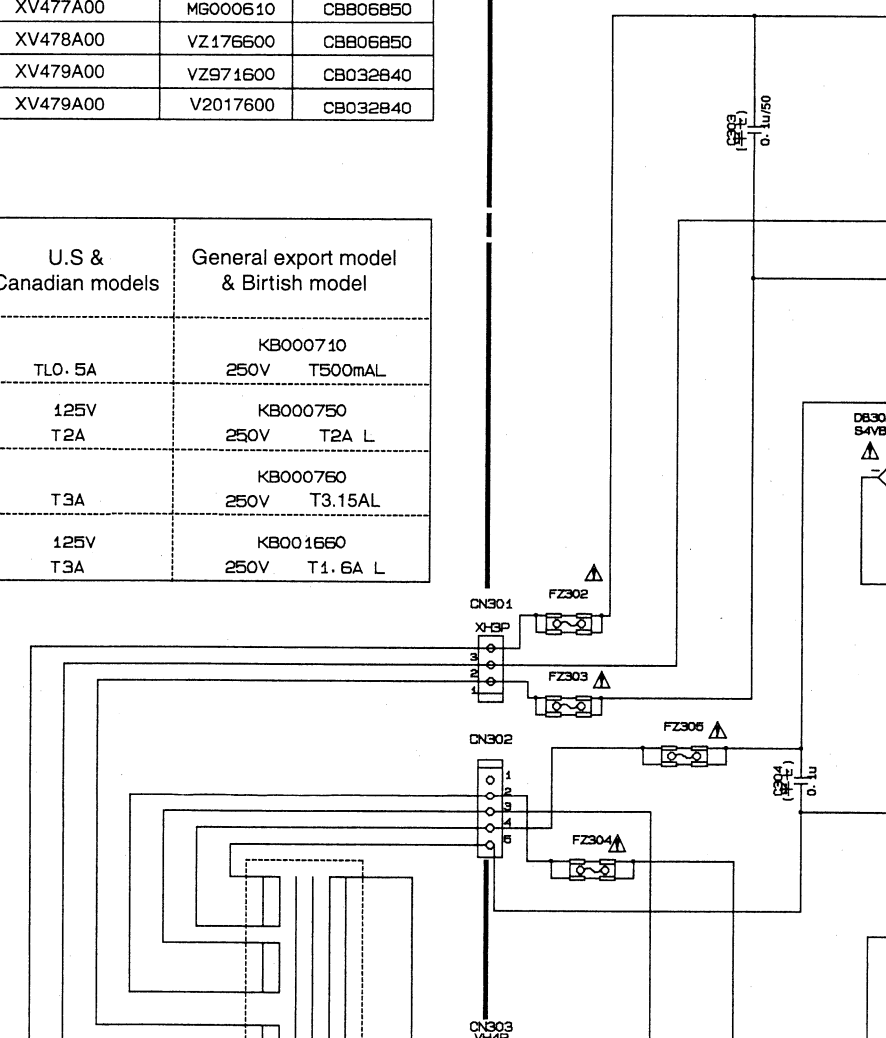 XV477A00 MG000610 CB806850
XV478A00 VZ176600 CB806850
XV479A00 VZ971600 CB032840
XV479A00 V2017600 CB032840
U.S & General export model
Canadian models & Birtish model
KB000710
TL0.5A 250V T500mAL
125V KB000750
T2A 250V T2A L
KB000760
T3A 250V T3.15AL
125V KB001660
T3A 250V T1.6A L
C303
0.1u/50
DB30
S4VB
FZ302
CN301
XH3P
3
2
1
FZ303
FZ305
CN302
1
2
3
4
5
C304
0.1u
FZ304
CN303
VH4P